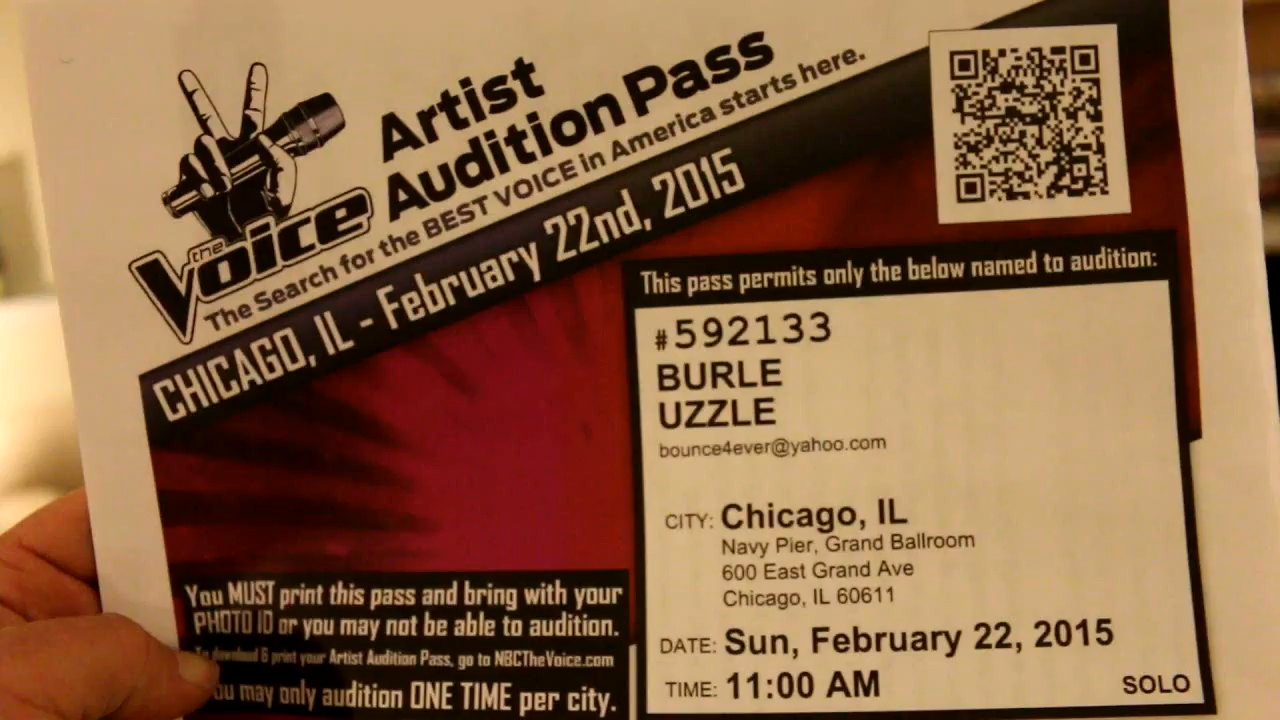 the Voice
Artist
Audition Pass
The Search for the BEST VOICE in America starts here.
CHICAGO, IL - February 22nd, 2015
This pass permits only the below named to audition:
#592133
BURLE
UZZLE
bounce4ever@yahoo.com
CITY: Chicago, IL
Navy Pier, Grand Ballroom
600 East Grand Ave
Chicago, IL 60611
DATE: Sun, February 22, 2015
TIME: 11:00 AM
SOLO
You MUST print this pass and bring with your
PHOTO ID or you may not be able to audition.
To download & print your Artist Audition Pass, go to NBCTheVoice.com
You may only audition ONE TIME per city.